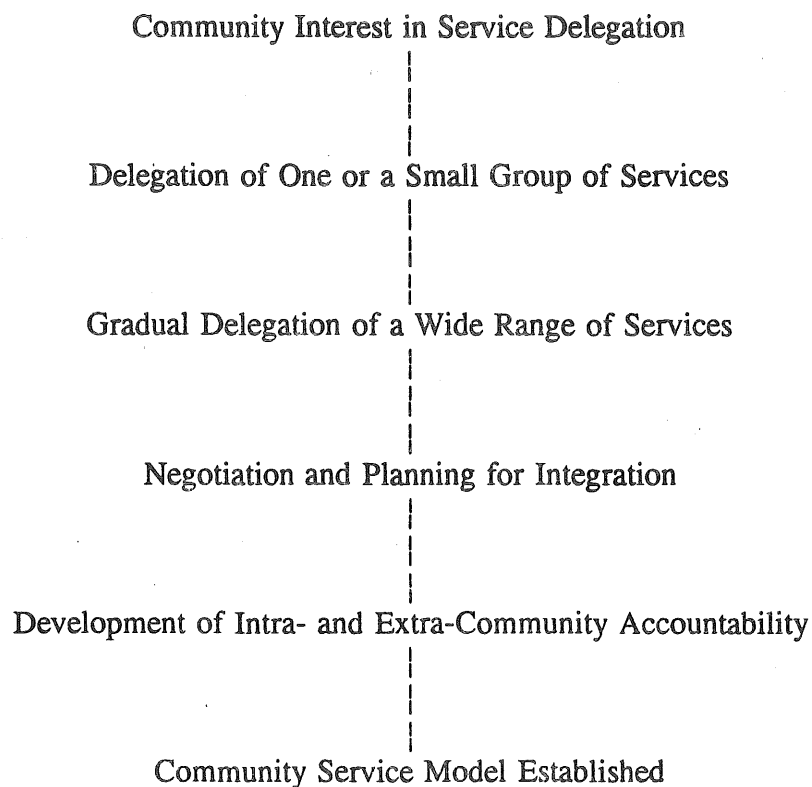 Community Interest in Service Delegation
Delegation of One or a Small Group of Services
Gradual Delegation of a Wide Range of Services
Negotiation and Planning for Integration
Development of Intra- and Extra-Community Accountability
Community Service Model Established